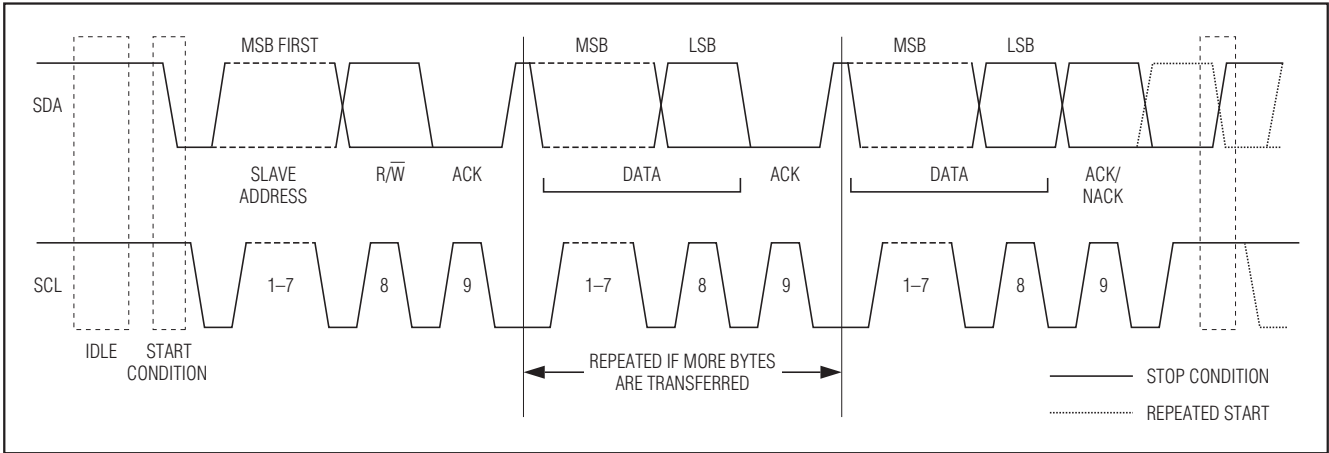 MSB FIRST MSB LSB MSB LSB
SDA
SLAVE
ADDRESS
R/W̅ ACK DATA ACK DATA ACK/
NACK
SCL 1–7 8 9 1–7 8 9 1–7 8 9
IDLE START
CONDITION
REPEATED IF MORE BYTES
ARE TRANSFERRED
STOP CONDITION
REPEATED START